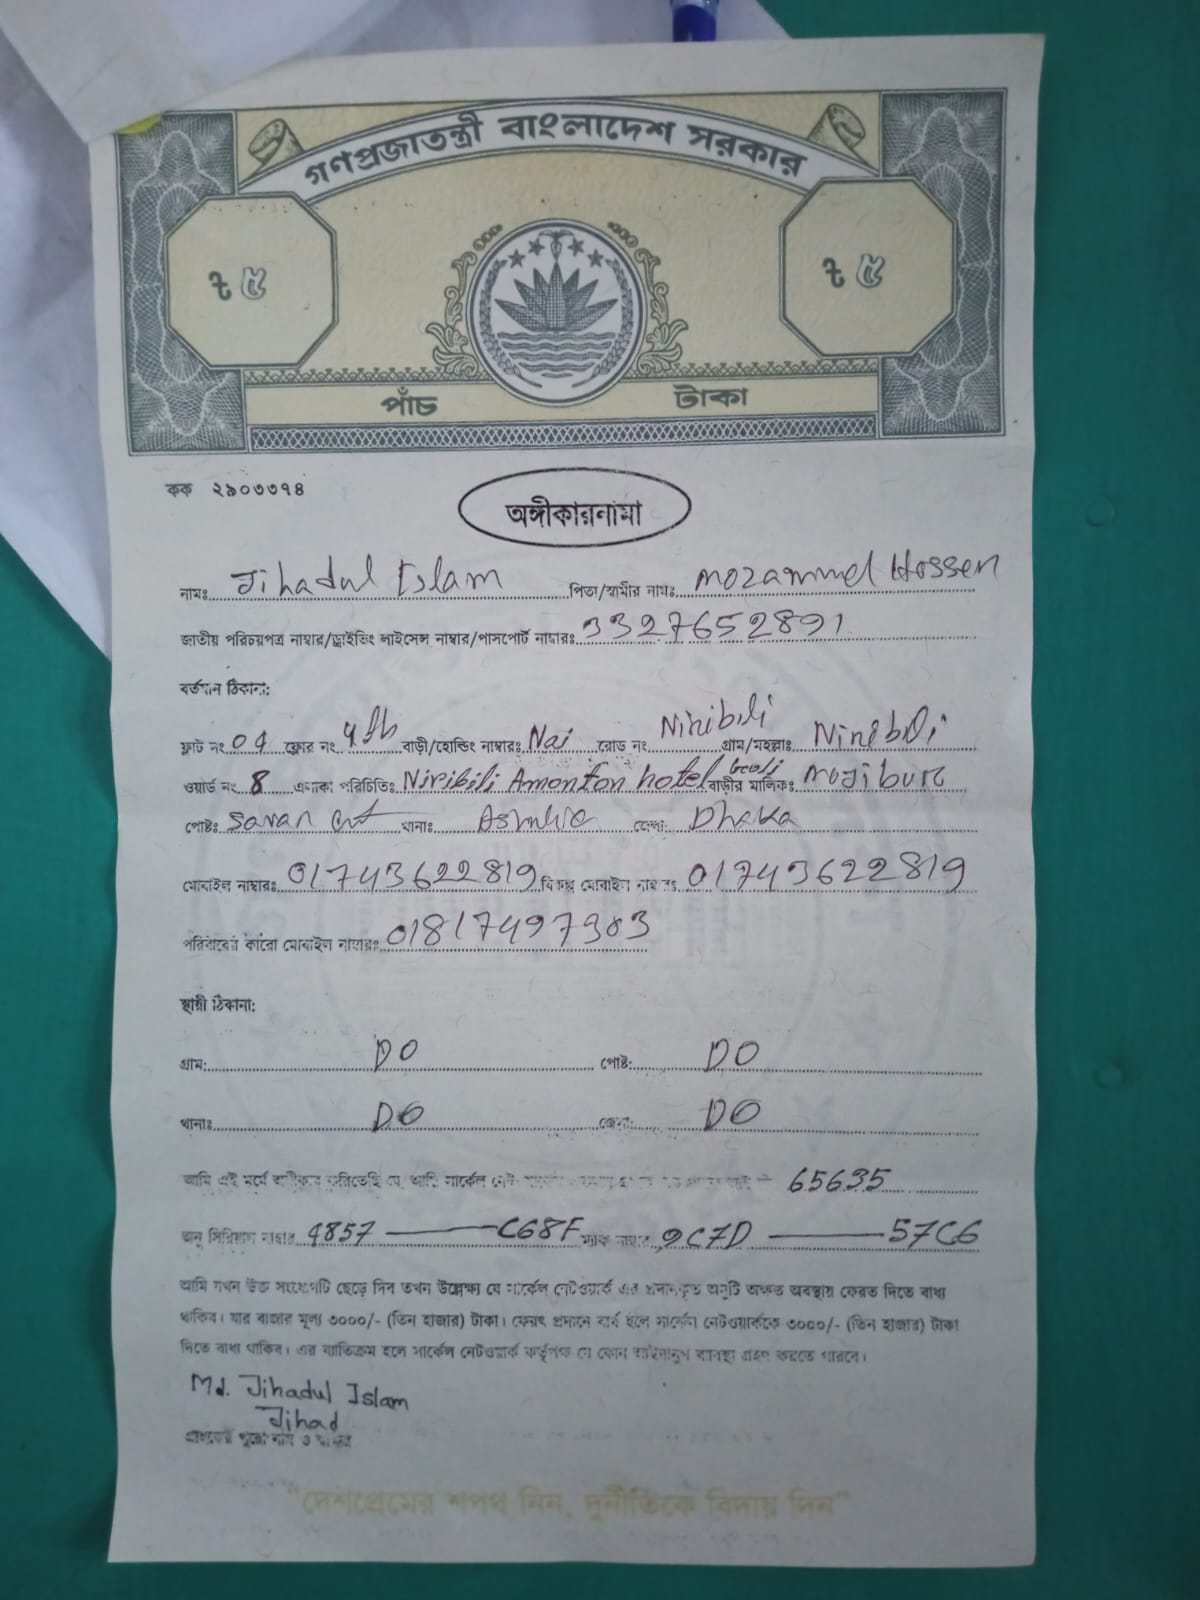 গণপ্রজাতন্ত্রী বাংলাদেশ সরকার
৳ ৫ ৳ ৫
পাঁচ টাকা
কক ২৯০৩৩৭৪
অঙ্গীকারনামা
নামঃ Jihadul Islam পিতা/স্বামীর নামঃ Mozammel Hossen
জাতীয় পরিচয়পত্র নাম্বার/ড্রাইভিং লাইসেন্স নাম্বার/পাসপোর্ট নাম্বারঃ 3327652891
বর্তমান ঠিকানা:
ফ্লাট নং 04 ফ্লোর নং 4th বাড়ী/হোল্ডিং নাম্বারঃ Nai রোড নং Niribili গ্রাম/মহল্লাঃ Niribili
ওয়ার্ড নং 8 এলাকা পরিচিতিঃ Niribili Amonton hotel Goli বাড়ীর মালিকঃ Mojibur
পোষ্টঃ Savar থানাঃ জেলা: Dhaka
মোবাইল নাম্বারঃ 01743622819 বিকল্প মোবাইল নাম্বারঃ 01743622819
পরিবারের কারো মোবাইল নাম্বারঃ 01817497383
স্থায়ী ঠিকানা:
গ্রাম: DO পোষ্ট: DO
থানাঃ DO জেলা: DO
আমি এই মর্মে অঙ্গীকার করিতেছি যে, আমি সার্কেল 65635
অনু সিরিয়াল নাম্বার 4857 — C68F ম্যাক নাম্বার 9C7D — 57C6
আমি যখন উক্ত সংযোগটি ছেড়ে দিব তখন উল্লেক্ষ্য যে সার্কেল নেটওয়ার্ক এর প্রদানকৃত অনুটি অক্ষত অবস্থায় ফেরত দিতে বাধ্য
থাকিব। যার বাজার মূল্য ৩০০০/- (তিন হাজার) টাকা। ফেরৎ প্রদানে ব্যর্থ হলে সার্কেল নেটওয়ার্ককে ৩০০০/- (তিন হাজার) টাকা
দিতে বাধ্য থাকিব। এর ব্যতিক্রম হলে সার্কেল নেটওয়ার্ক কর্তৃপক্ষ যে কোন আইনানুগ ব্যবস্থা গ্রহণ করতে পারবে।
Md. Jihadul Islam
Jihad
গ্রাহকের পুরো নাম ও স্বাক্ষর
"দেশপ্রেমের শপথ নিন, দুর্নীতিকে বিদায় দিন"